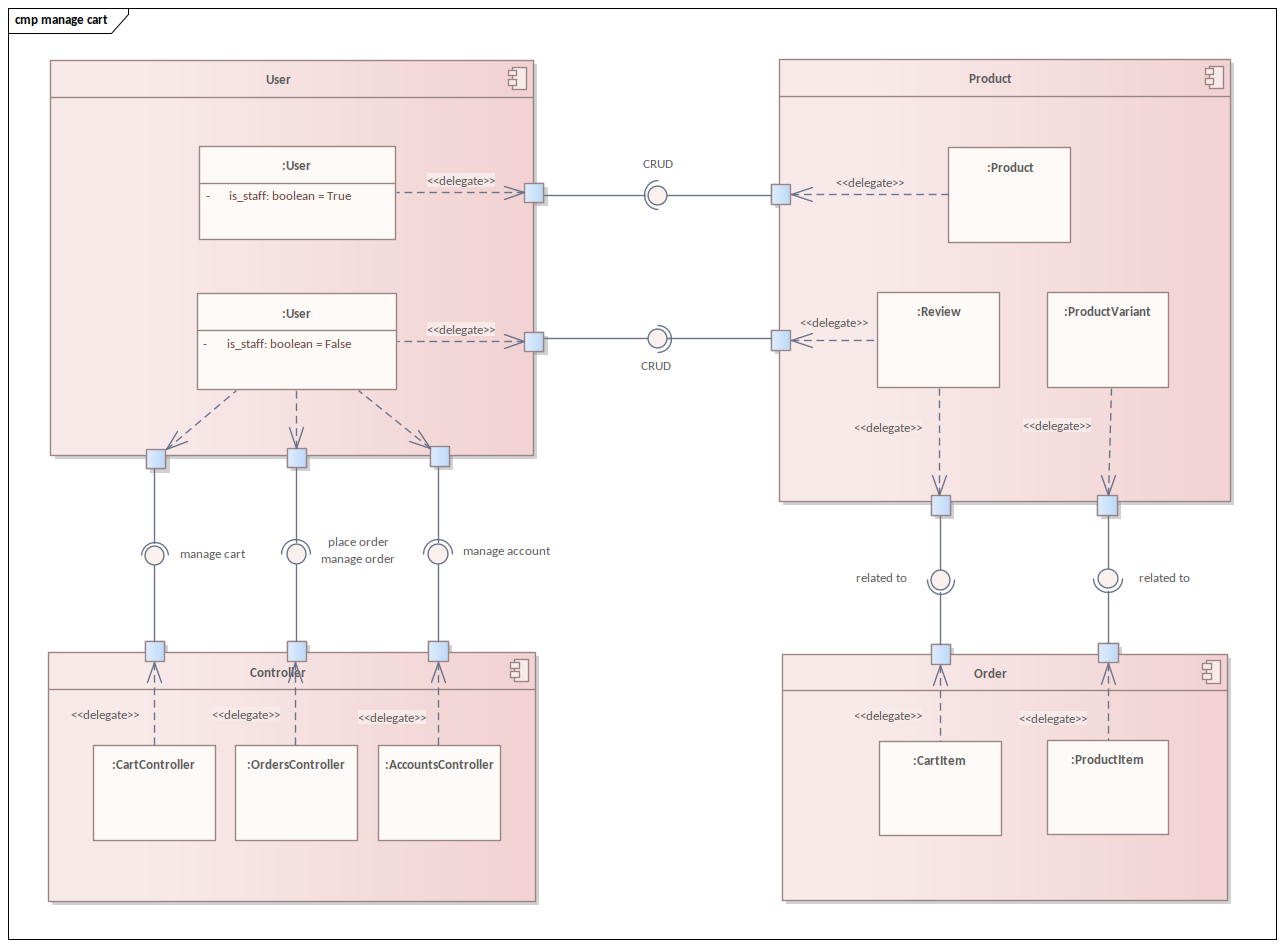 cmp manage cart
User
Product
:User
- is_staff: boolean = True
<<delegate>>
CRUD
<<delegate>>
:Product
:User
- is_staff: boolean = False
<<delegate>>
CRUD
<<delegate>>
:Review
:ProductVariant
<<delegate>>
<<delegate>>
manage cart
place order
manage order
manage account
related to
related to
Controller
Order
<<delegate>>
<<delegate>>
<<delegate>>
<<delegate>>
<<delegate>>
:CartController
:OrdersController
:AccountsController
:CartItem
:ProductItem